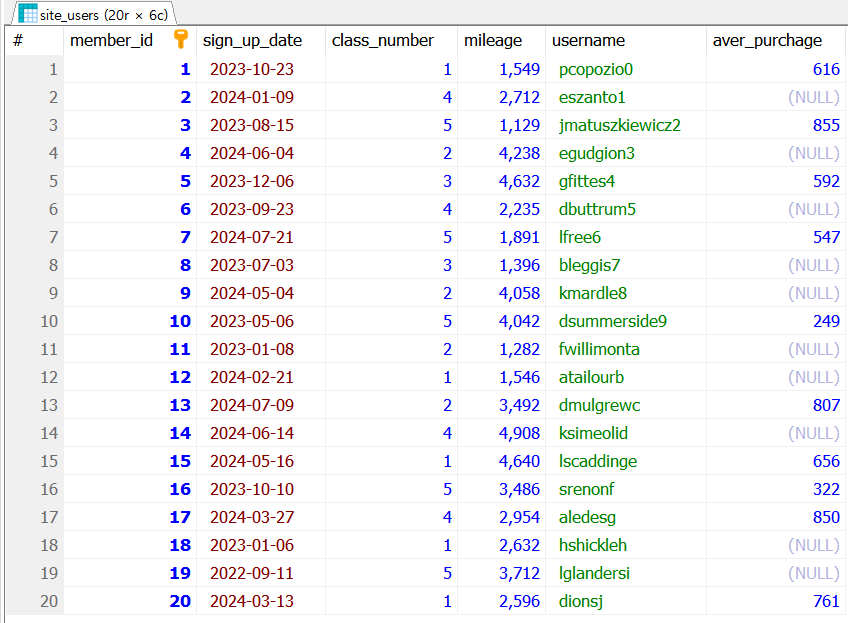 site_users (20r × 6c)
# member_id sign_up_date class_number mileage username aver_purchage
1 1 2023-10-23 1 1,549 pcopozio0 616
2 2 2024-01-09 4 2,712 eszanto1 (NULL)
3 3 2023-08-15 5 1,129 jmatuszkiewicz2 855
4 4 2024-06-04 2 4,238 egudgion3 (NULL)
5 5 2023-12-06 3 4,632 gfittes4 592
6 6 2023-09-23 4 2,235 dbuttrum5 (NULL)
7 7 2024-07-21 5 1,891 lfree6 547
8 8 2023-07-03 3 1,396 bleggis7 (NULL)
9 9 2024-05-04 2 4,058 kmardle8 (NULL)
10 10 2023-05-06 5 4,042 dsummerside9 249
11 11 2023-01-08 2 1,282 fwillimonta (NULL)
12 12 2024-02-21 1 1,546 atailourb (NULL)
13 13 2024-07-09 2 3,492 dmulgrewc 807
14 14 2024-06-14 4 4,908 ksimeolid (NULL)
15 15 2024-05-16 1 4,640 lscaddinge 656
16 16 2023-10-10 5 3,486 srenonf 322
17 17 2024-03-27 4 2,954 aledesg 850
18 18 2023-01-06 1 2,632 hshickleh (NULL)
19 19 2022-09-11 5 3,712 lglandersi (NULL)
20 20 2024-03-13 1 2,596 dionsj 761